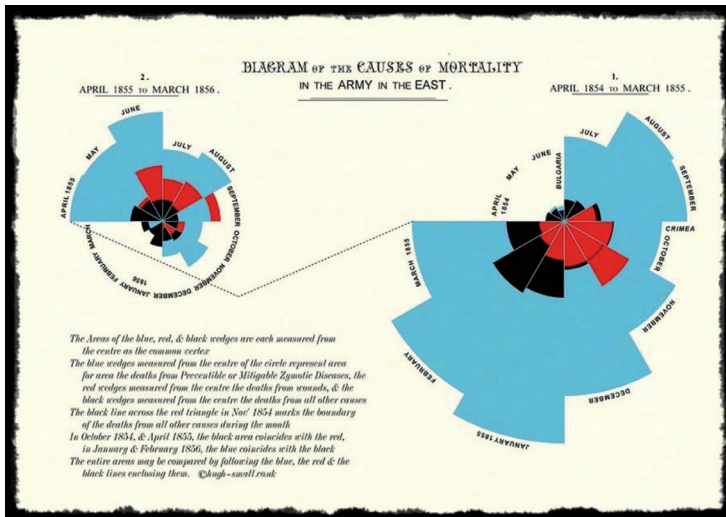 DIAGRAM OF THE CAUSES OF MORTALITY
IN THE ARMY IN THE EAST.
2.
APRIL 1855 TO MARCH 1856.
1.
APRIL 1854 TO MARCH 1855.
APRIL 1855
MAY
JUNE
JULY
AUGUST
SEPTEMBER
OCTOBER
NOVEMBER
DECEMBER
JANUARY
1856
FEBRUARY
MARCH
APRIL
1854
MAY
JUNE
BULGARIA
JULY
AUGUST
SEPTEMBER
CRIMEA
OCTOBER
NOVEMBER
DECEMBER
JANUARY 1855
FEBRUARY
MARCH 1855
The Areas of the blue, red, & black wedges are each measured from
the centre as the common vertex
The blue wedges measured from the centre of the circle represent area
for area the deaths from Preventible or Mitigable Zymotic Diseases, the
red wedges measured from the centre the deaths from wounds, & the
black wedges measured from the centre the deaths from all other causes
The black line across the red triangle in Nov' 1854 marks the boundary
of the deaths from all other causes during the month
In October 1854, & April 1855, the black area coincides with the red,
in January & February 1856, the blue coincides with the black
The entire areas may be compared by following the blue, the red & the
black lines enclosing them. ©hugh-small.co.uk